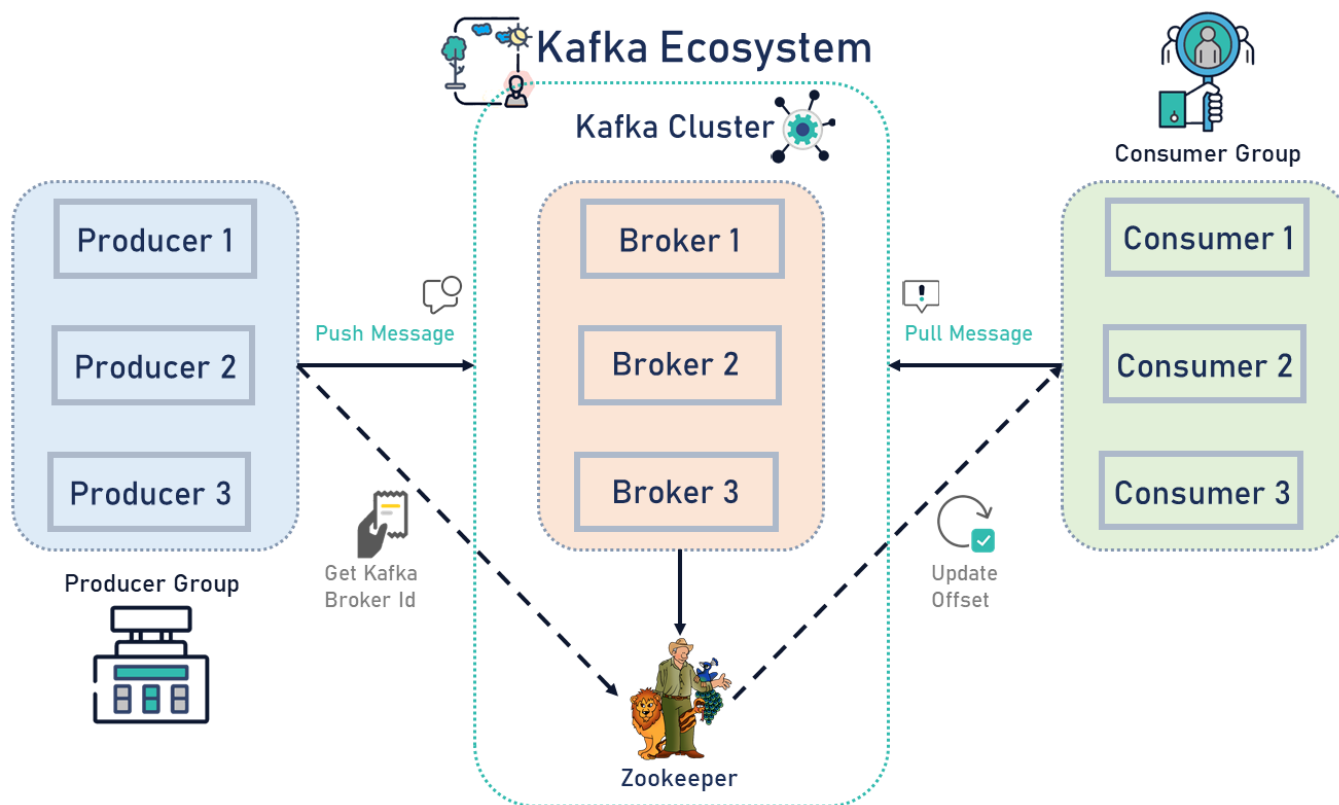 Kafka Ecosystem
Kafka Cluster
Consumer Group
Producer 1
Producer 2
Producer 3
Producer Group
Push Message
Get Kafka
Broker Id
Broker 1
Broker 2
Broker 3
Zookeeper
Pull Message
Update
Offset
Consumer 1
Consumer 2
Consumer 3